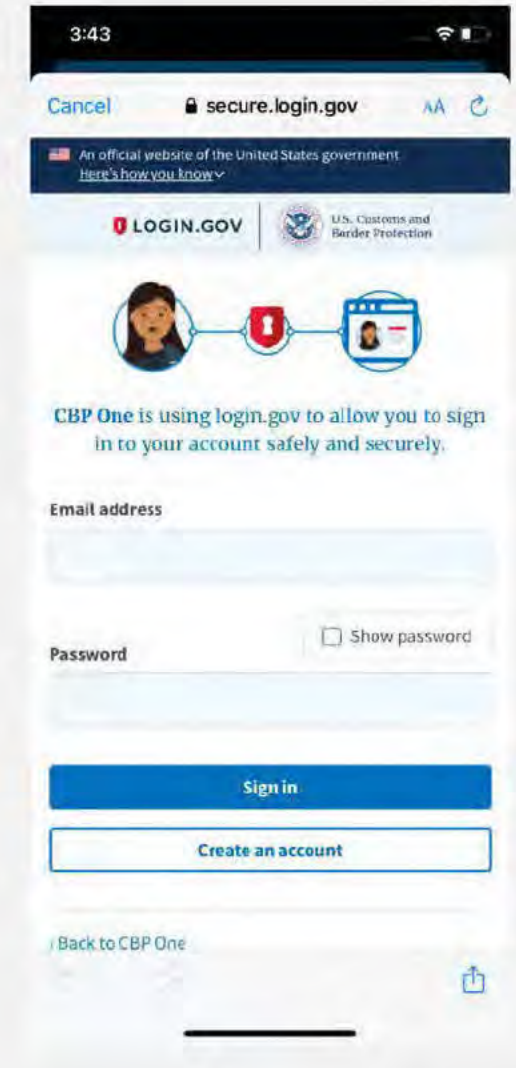 3:43
Cancel secure.login.gov AA
An official website of the United States government
Here's how you know
LOGIN.GOV
U.S. Customs and
Border Protection
CBP One is using login.gov to allow you to sign
in to your account safely and securely.
Email address
Show password
Password
Sign in
Create an account
‹ Back to CBP One